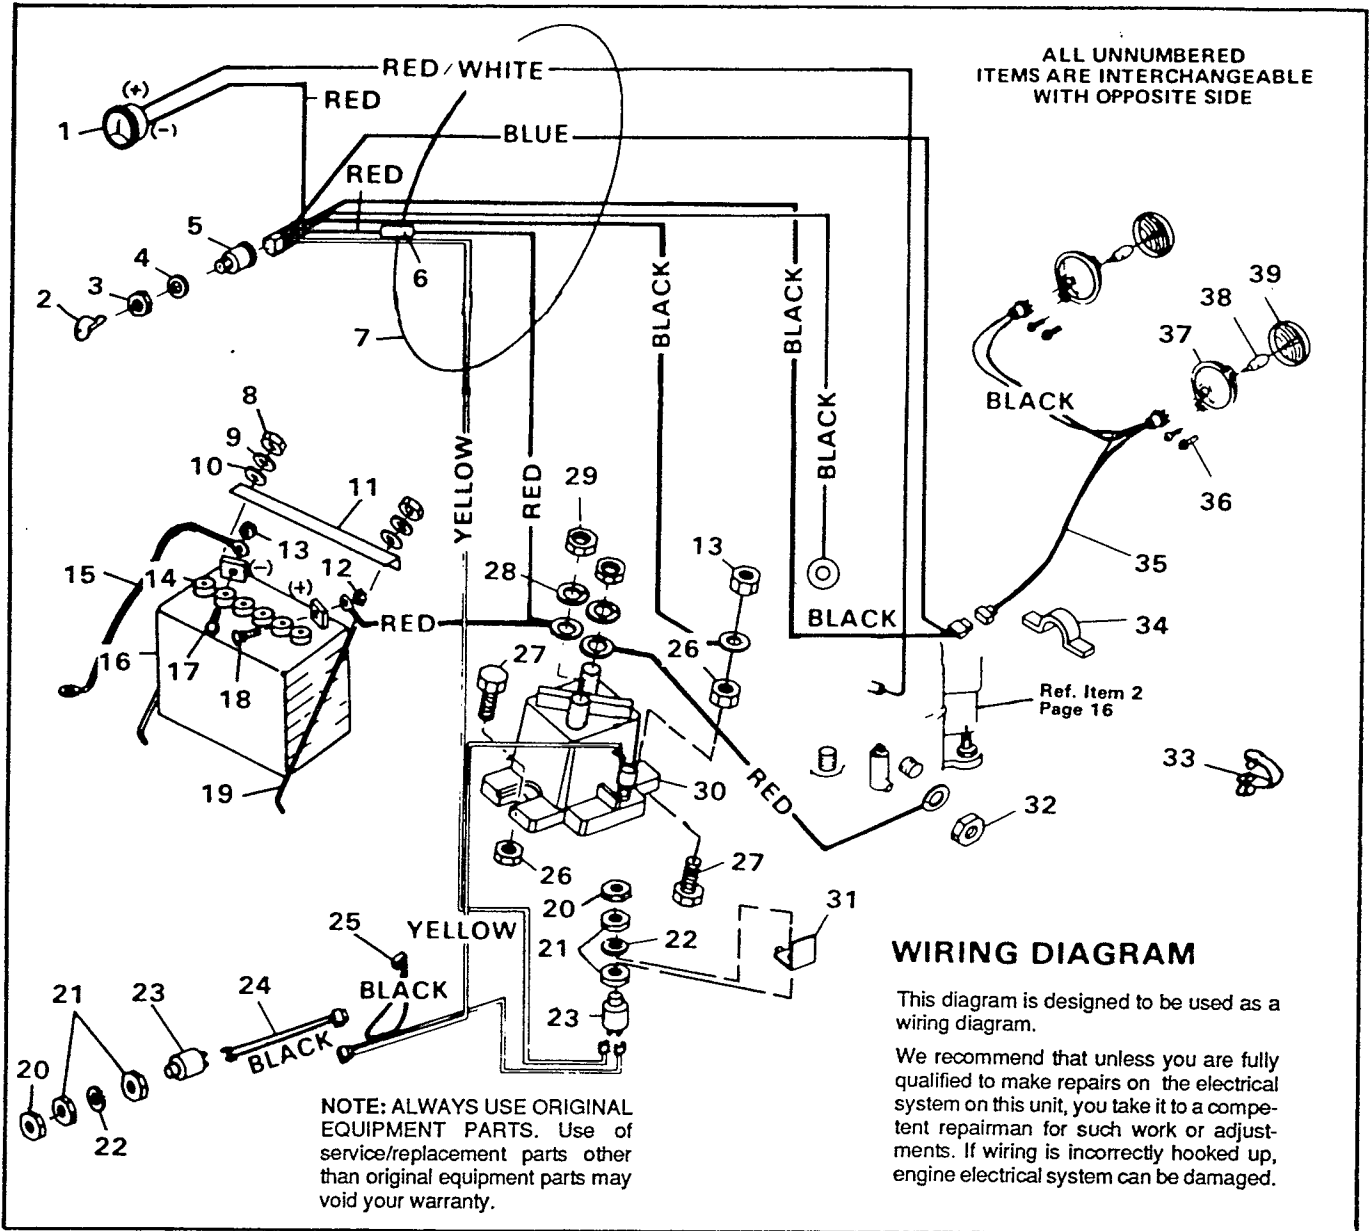 ALL UNNUMBERED
ITEMS ARE INTERCHANGEABLE
WITH OPPOSITE SIDE
RED/WHITE
(+)
RED
1
(-)
BLUE
RED
5
4
3
2
6
7
BLACK
BLACK
BLACK
39
38
37
BLACK
36
8
9
10
11
YELLOW
RED
29
13
13
12
(-)
(+)
14
15
28
35
BLACK
34
RED
16
17
18
27
26
Ref. Item 2
Page 16
19
30
RED
33
32
26
27
20
31
25
YELLOW
21
22
WIRING DIAGRAM
21
23
24
BLACK
23
This diagram is designed to be used as a
wiring diagram.
BLACK
20
22
We recommend that unless you are fully
qualified to make repairs on the electrical
system on this unit, you take it to a compe-
tent repairman for such work or adjust-
ments. If wiring is incorrectly hooked up,
engine electrical system can be damaged.
NOTE: ALWAYS USE ORIGINAL
EQUIPMENT PARTS. Use of
service/replacement parts other
than original equipment parts may
void your warranty.